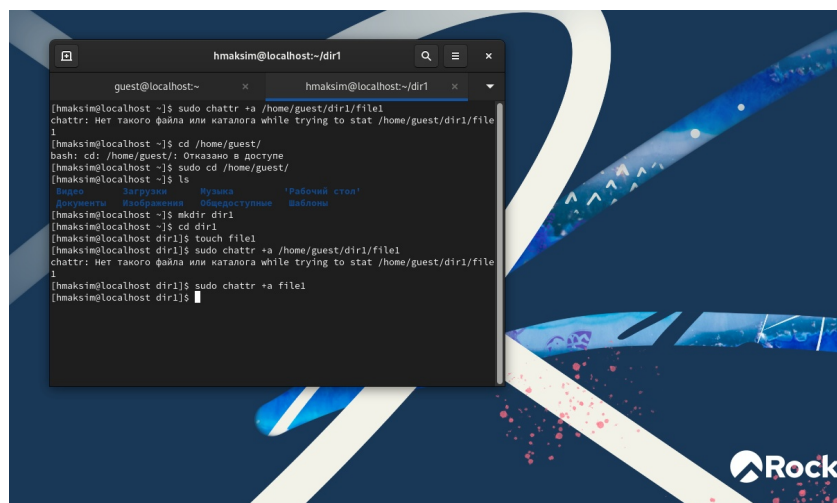 hmaksim@localhost:~/dir1
guest@localhost:~
hmaksim@localhost:~/dir1
[hmaksim@localhost ~]$ sudo chattr +a /home/guest/dir1/file1
chattr: Нет такого файла или каталога while trying to stat /home/guest/dir1/file
1
[hmaksim@localhost ~]$ cd /home/guest/
bash: cd: /home/guest/: Отказано в доступе
[hmaksim@localhost ~]$ sudo cd /home/guest/
[hmaksim@localhost ~]$ ls
Видео Загрузки Музыка 'Рабочий стол'
Документы Изображения Общедоступные Шаблоны
[hmaksim@localhost ~]$ mkdir dir1
[hmaksim@localhost ~]$ cd dir1
[hmaksim@localhost dir1]$ touch file1
[hmaksim@localhost dir1]$ sudo chattr +a /home/guest/dir1/file1
chattr: Нет такого файла или каталога while trying to stat /home/guest/dir1/file
1
[hmaksim@localhost dir1]$ sudo chattr +a file1
[hmaksim@localhost dir1]$
Rock